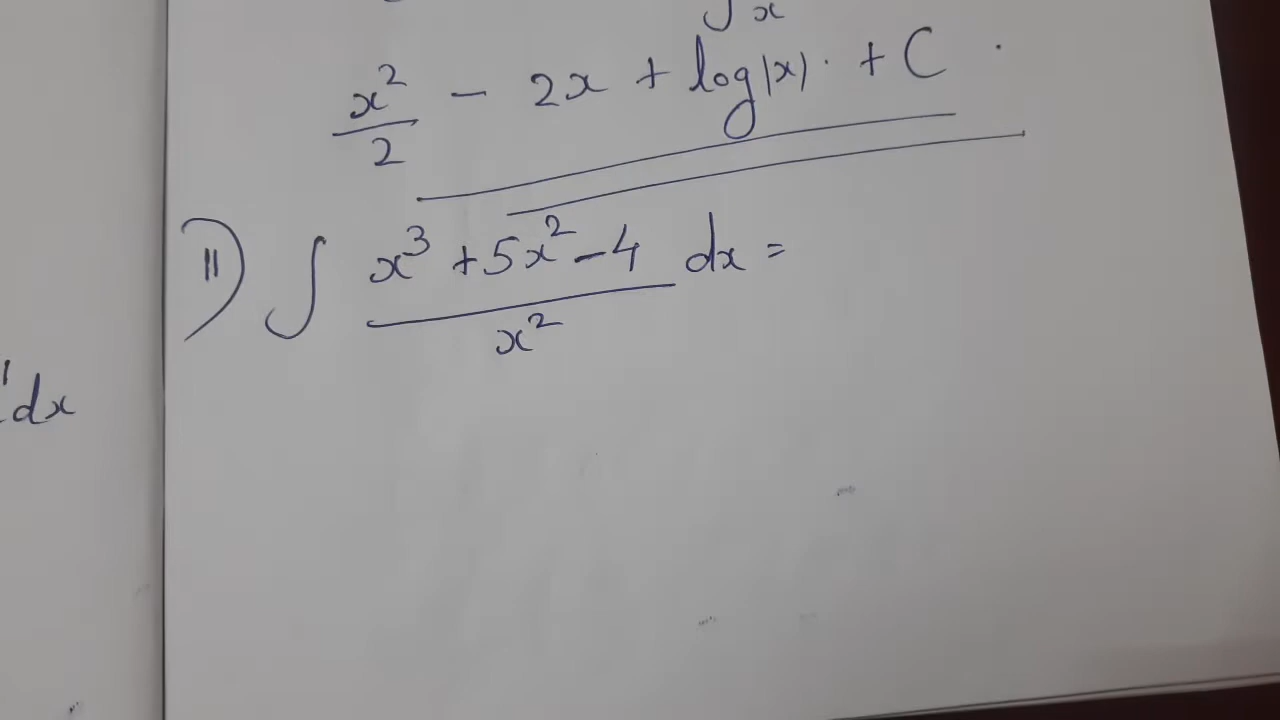 ∫ x
x²/2 - 2x + log|x| . + C .
11) ∫ x³ + 5x² - 4 / x² dx =
dx